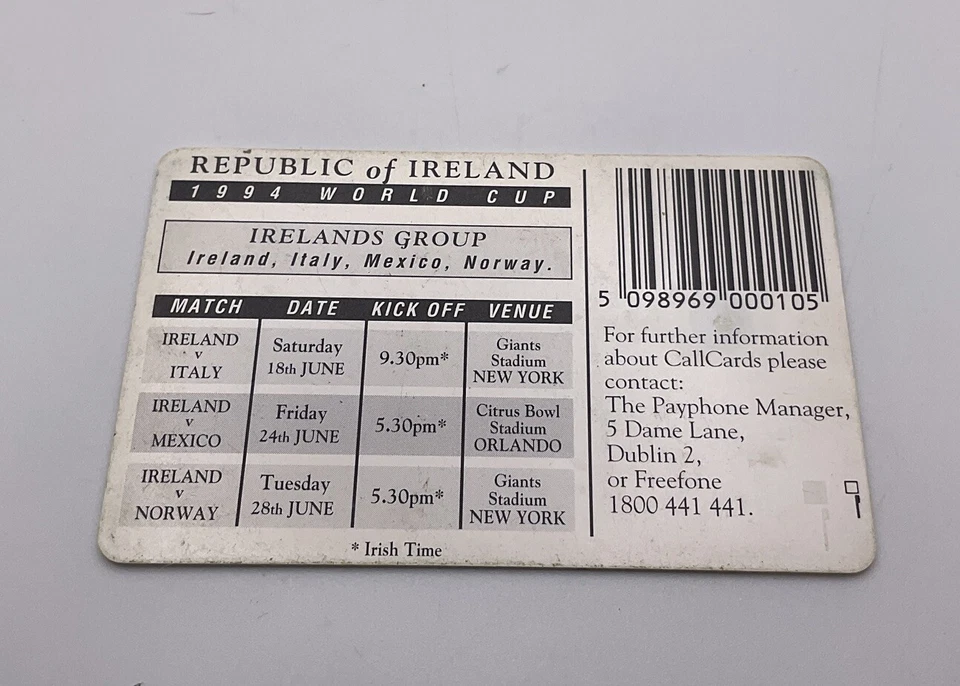 REPUBLIC of IRELAND
1994 WORLD CUP
IRELANDS GROUP
Ireland, Italy, Mexico, Norway.
MATCH DATE KICK OFF VENUE
IRELAND
v
ITALY
Saturday
18th JUNE
9.30pm*
Giants
Stadium
NEW YORK
IRELAND
v
MEXICO
Friday
24th JUNE
5.30pm*
Citrus Bowl
Stadium
ORLANDO
IRELAND
v
NORWAY
Tuesday
28th JUNE
5.30pm*
Giants
Stadium
NEW YORK
* Irish Time
5 098969 000105
For further information
about CallCards please
contact:
The Payphone Manager,
5 Dame Lane,
Dublin 2,
or Freefone
1800 441 441.